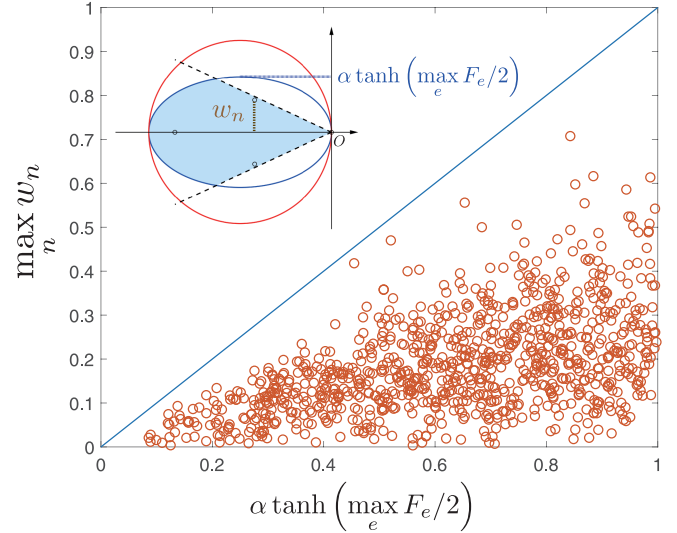 1
0.9
0.8
0.7
0.6
0.5
0.4
0.3
0.2
0.1
0
max w_n
n
α tanh ( max F_e/2 )
e
w_n
O
0 0.2 0.4 0.6 0.8 1
α tanh ( max F_e/2 )
e